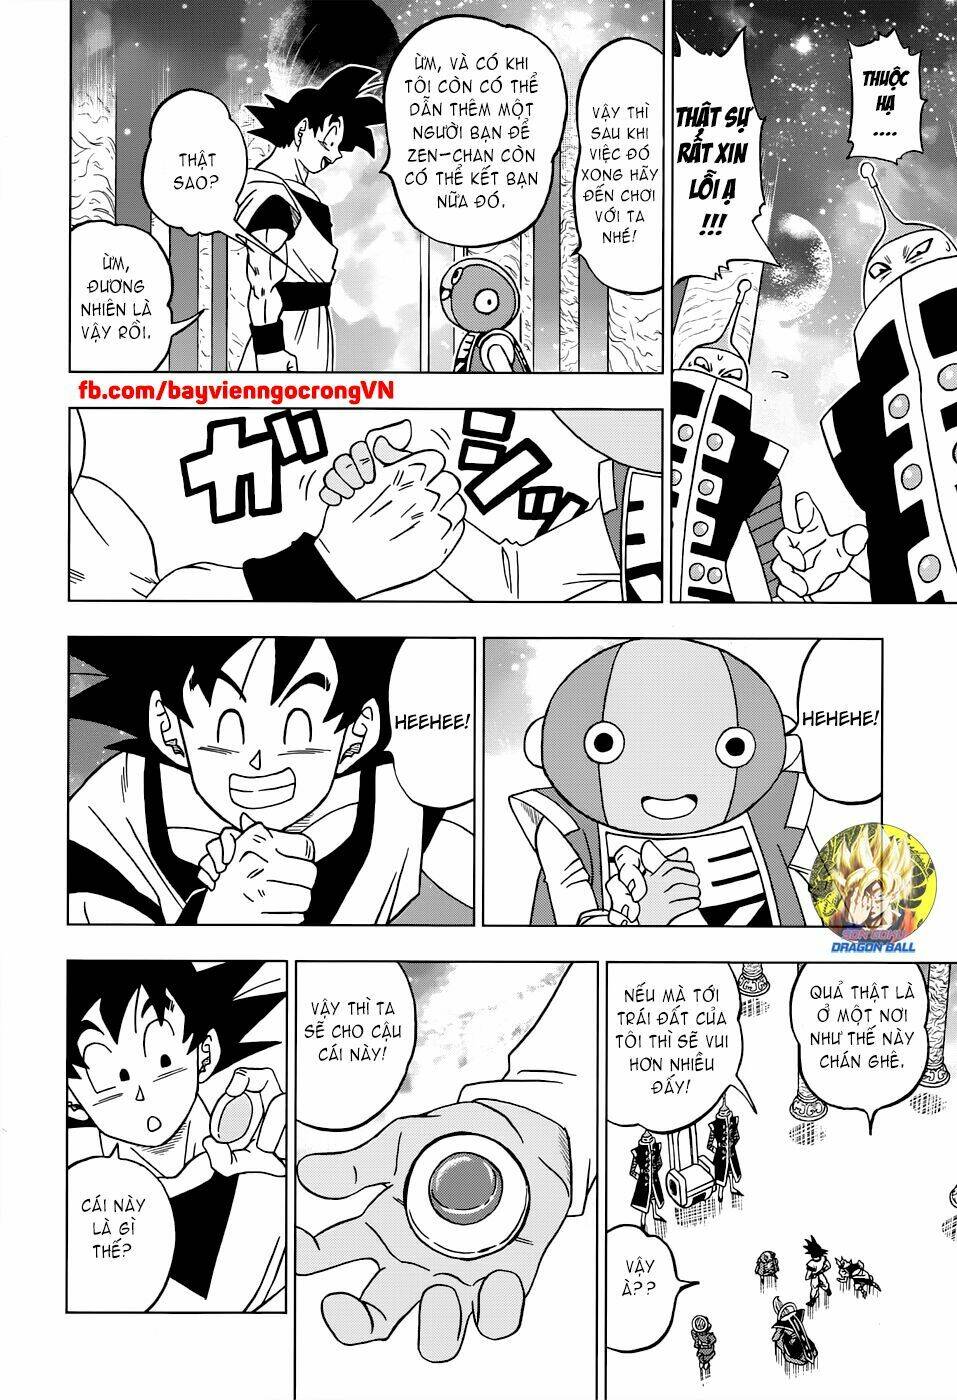 THUỘC
HẠ
....
THẬT SỰ
RẤT XIN
LỖI Ạ
!!!
VẬY THÌ
SAU KHI
VIỆC ĐÓ
XONG HÃY
ĐẾN CHƠI
VỚI TA
NHÉ!
ỪM, VÀ CÓ KHI
TÔI CÒN CÓ THỂ
DẪN THÊM MỘT
NGƯỜI BẠN ĐỂ
ZEN-CHAN CÒN
CÓ THỂ KẾT BẠN
NỮA ĐÓ.
THẬT
SAO?
ỪM,
ĐƯƠNG
NHIÊN LÀ
VẬY RỒI.
fb.com/bayvienngocrongVN
ガシッ
HEHEHE!
HEEHEE!
SON GOKU
DRAGON BALL
QUẢ THẬT LÀ
Ở MỘT NƠI
NHƯ THẾ NÀY
CHÁN GHÊ.
NẾU MÀ TỚI
TRÁI ĐẤT CỦA
TÔI THÌ SẼ VUI
HƠN NHIỀU
ĐẤY!
VẬY
À??
VẬY THÌ TA
SẼ CHO CẬU
CÁI NÀY!
CÁI NÀY
LÀ GÌ
THẾ?